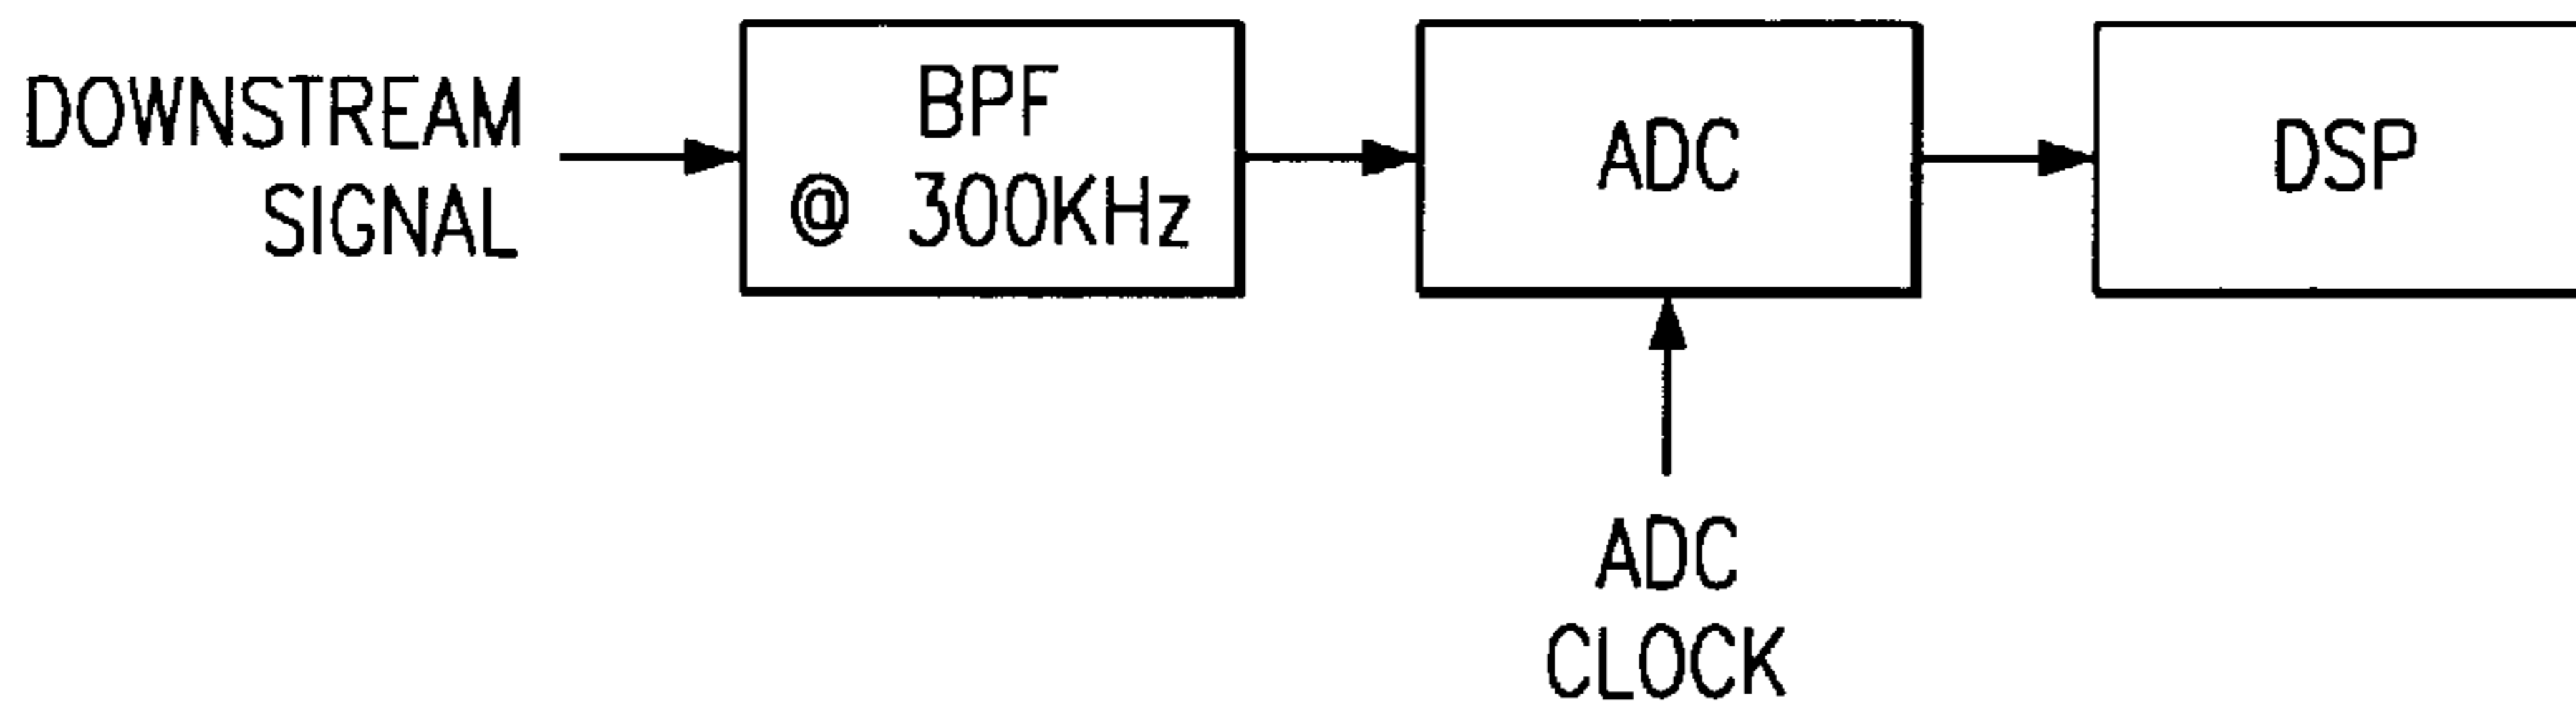 DOWNSTREAM
SIGNAL
BPF
@ 300KHz
ADC
DSP
ADC
CLOCK